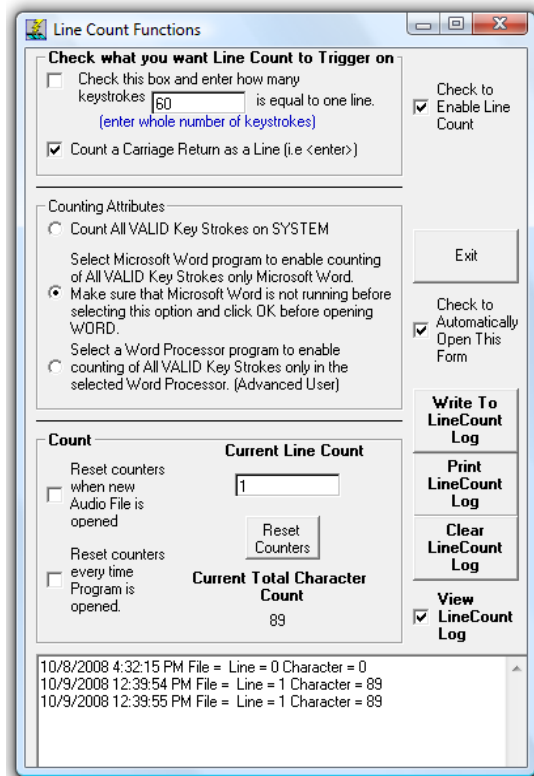 Line Count Functions
Check what you want Line Count to Trigger on
Check this box and enter how many
keystrokes 60 is equal to one line.
(enter whole number of keystrokes)
Count a Carriage Return as a Line (i.e <enter>)
Check to
Enable Line
Count
Counting Attributes
Count All VALID Key Strokes on SYSTEM
Select Microsoft Word program to enable counting
of All VALID Key Strokes only Microsoft Word.
Make sure that Microsoft Word is not running before
selecting this option and click OK before opening
WORD.
Select a Word Processor program to enable
counting of All VALID Key Strokes only in the
selected Word Processor. (Advanced User)
Exit
Check to
Automatically
Open This
Form
Write To
LineCount
Log
Print
LineCount
Log
Clear
LineCount
Log
View
LineCount
Log
Count
Reset counters
when new
Audio File is
opened
Reset counters
every time
Program is
opened.
Current Line Count
1
Reset
Counters
Current Total Character
Count
89
10/8/2008 4:32:15 PM File =  Line = 0 Character = 0
10/9/2008 12:39:54 PM File =  Line = 1 Character = 89
10/9/2008 12:39:55 PM File =  Line = 1 Character = 89